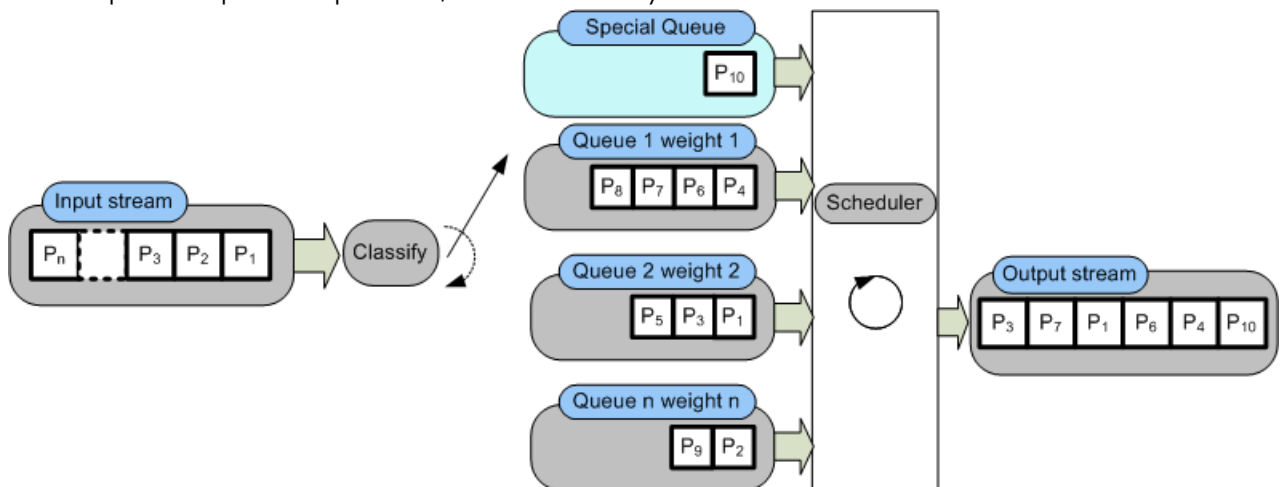 Special Queue
P10
Queue 1 weight 1
P8 P7 P6 P4
Input stream
Pn P3 P2 P1
Classify
Scheduler
Queue 2 weight 2
P5 P3 P1
Output stream
P3 P7 P1 P6 P4 P10
Queue n weight n
P9 P2